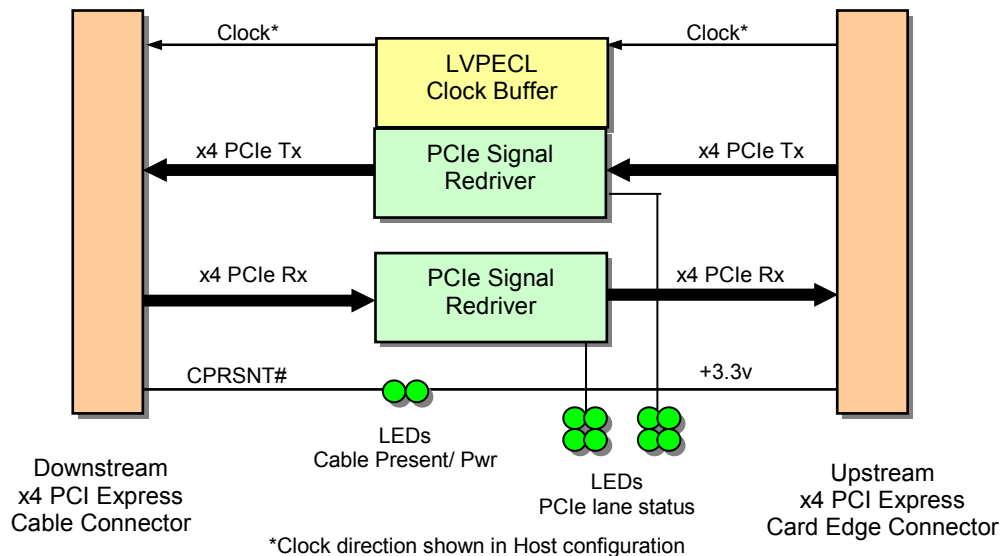 Clock*
Clock*
LVPECL
Clock Buffer
x4 PCIe Tx
PCIe Signal
Redriver
x4 PCIe Tx
x4 PCIe Rx
PCIe Signal
Redriver
x4 PCIe Rx
CPRSNT#
+3.3v
LEDs
Cable Present/ Pwr
LEDs
PCIe lane status
Downstream
x4 PCI Express
Cable Connector
Upstream
x4 PCI Express
Card Edge Connector
*Clock direction shown in Host configuration